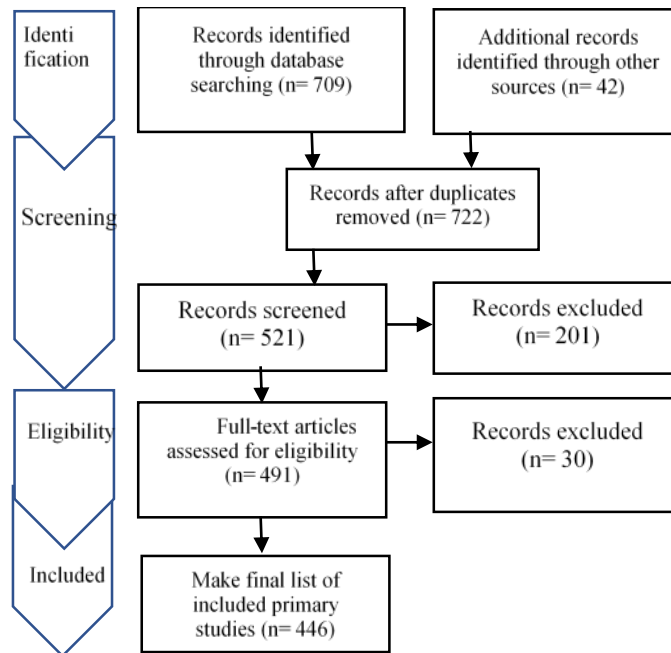 Identi
fication
Records identified
through database
searching (n= 709)
Additional records
identified through other
sources (n= 42)
Screening
Records after duplicates
removed (n= 722)
Records screened
(n= 521)
Records excluded
(n= 201)
Eligibility
Full-text articles
assessed for eligibility
(n= 491)
Records excluded
(n= 30)
Included
Make final list of
included primary
studies (n= 446)